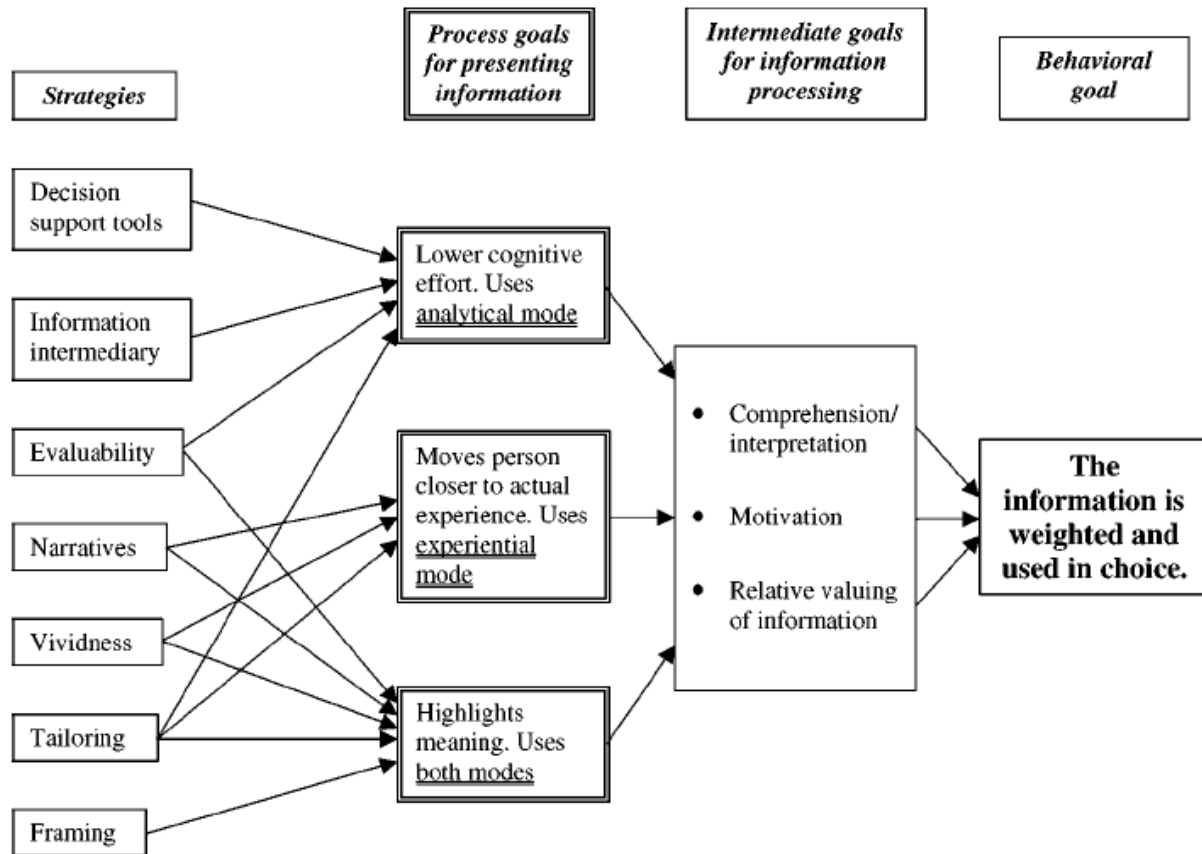 Strategies
Process goals
for presenting
information
Intermediate goals
for information
processing
Behavioral
goal
Decision
support tools
Information
intermediary
Evaluability
Narratives
Vividness
Tailoring
Framing
Lower cognitive
effort. Uses
analytical mode
Moves person
closer to actual
experience. Uses
experiential
mode
Highlights
meaning. Uses
both modes
• Comprehension/
interpretation
• Motivation
• Relative valuing
of information
The
information is
weighted and
used in choice.